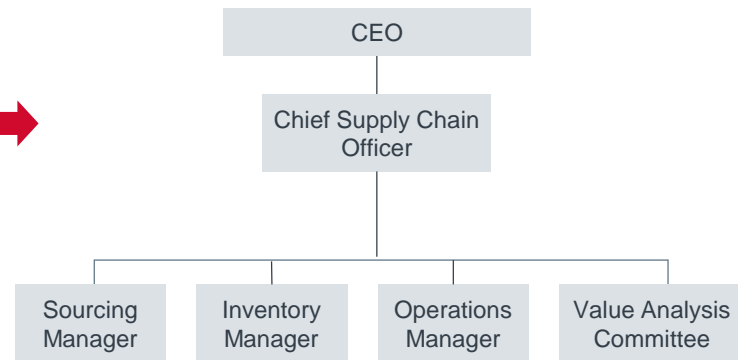 CEO
Chief Supply Chain
Officer
Sourcing
Manager
Inventory
Manager
Operations
Manager
Value Analysis
Committee